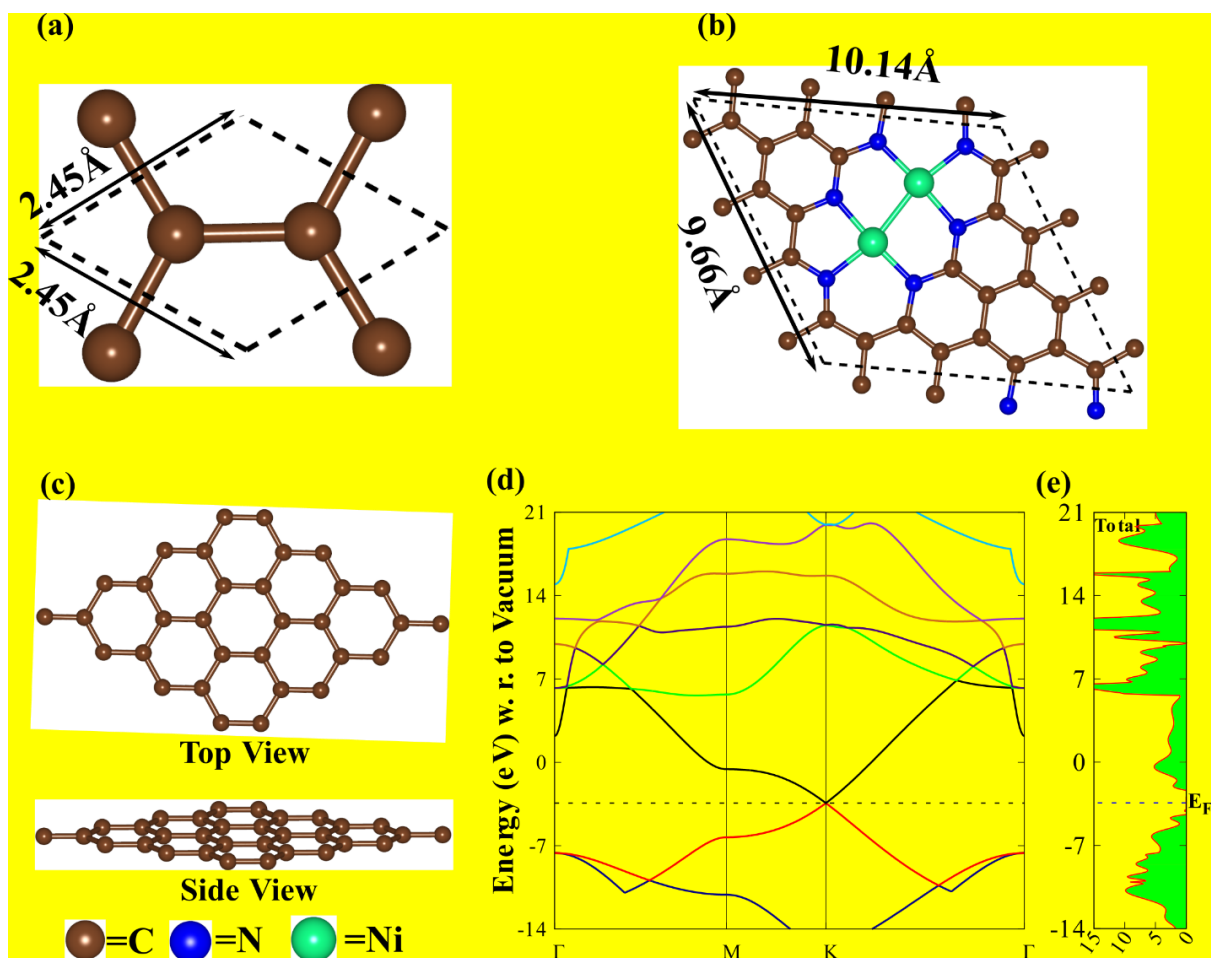 (a)
2.45Å
2.45Å
(b)
10.14Å
9.66Å
(c)
Top View
Side View
=C =N =Ni
(d)
Energy (eV) w. r. to Vacuum
21
14
7
0
-7
-14
Γ M K Γ
(e)
Total
21
14
7
0
-7
-14
E_F
15 10 5 0